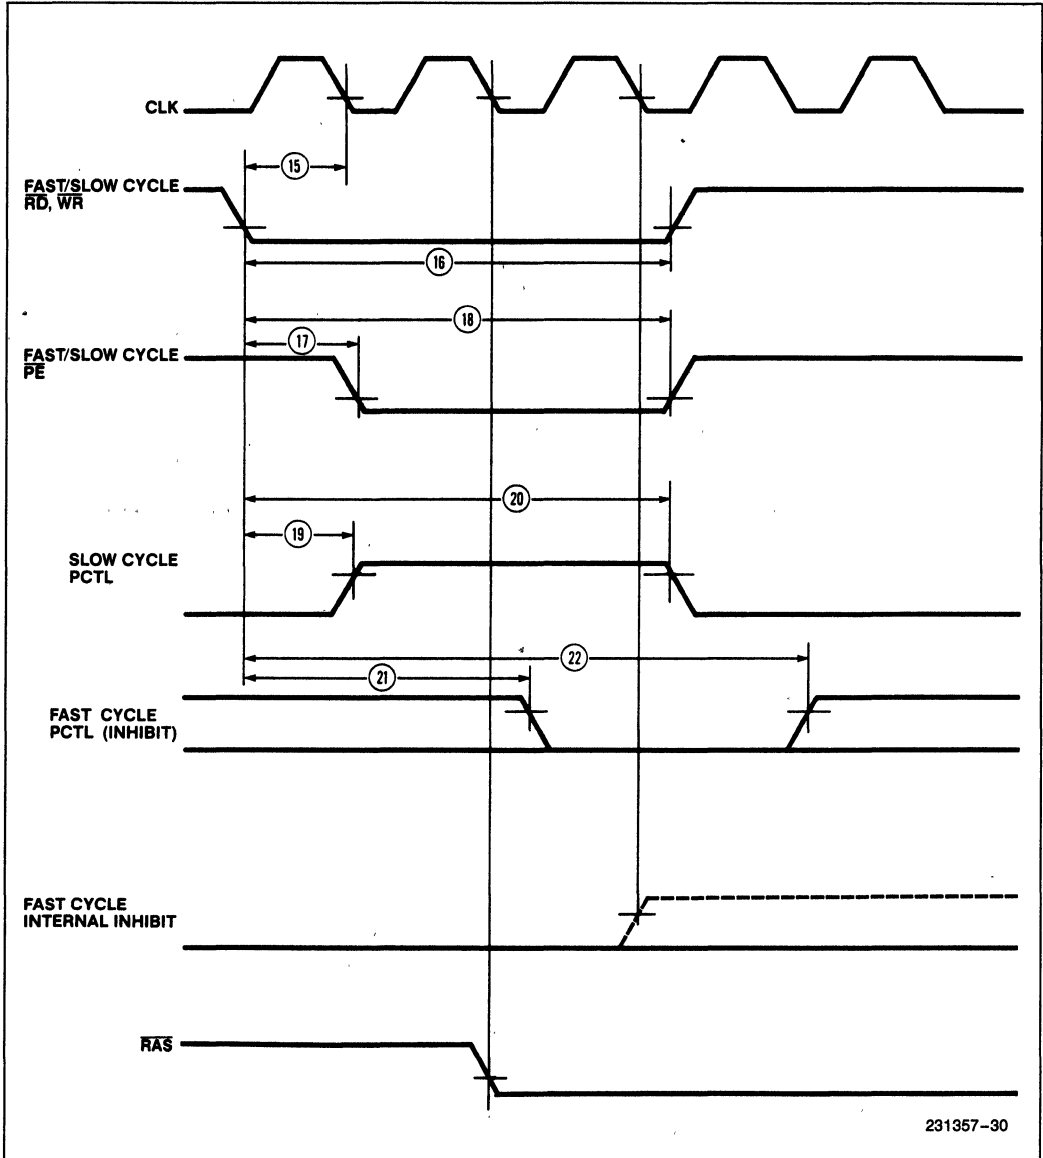 CLK
15
FAST/SLOW CYCLE
RD, WR
16
18
17
FAST/SLOW CYCLE
PE
20
19
SLOW CYCLE
PCTL
22
21
FAST CYCLE
PCTL (INHIBIT)
FAST CYCLE
INTERNAL INHIBIT
RAS
231357-30